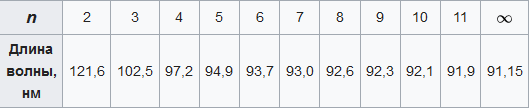 n 2 3 4 5 6 7 8 9 10 11 ∞
Длина
волны, 121,6 102,5 97,2 94,9 93,7 93,0 92,6 92,3 92,1 91,9 91,15
нм